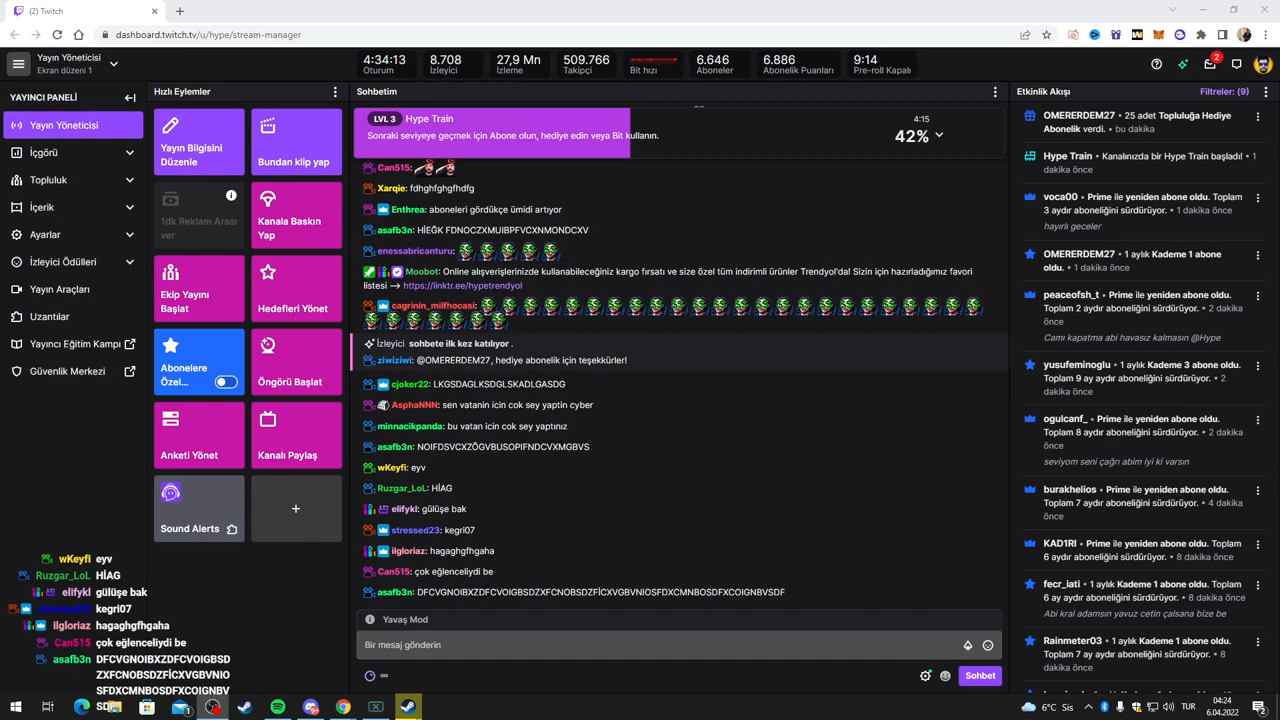 (2) Twitch
dashboard.twitch.tv/u/hype/stream-manager
Yayın Yöneticisi
Ekran düzeni 1
4:34:13
Oturum
8.708
İzleyici
27,9 Mn
İzleme
509.766
Takipçi
Bit hızı
6.646
Aboneler
6.886
Abonelik Puanları
9:14
Pre-roll Kapalı
2
YAYINCI PANELİ
Yayın Yöneticisi
İçgörü
Topluluk
İçerik
Ayarlar
İzleyici Ödülleri
Yayın Araçları
Uzantılar
Yayıncı Eğitim Kampı
Güvenlik Merkezi
Hızlı Eylemler
Yayın Bilgisini
Düzenle
Bundan klip yap
1dk Reklam Arası
ver
Kanala Baskın
Yap
Ekip Yayını
Başlat
Hedefleri Yönet
Abonelere
Özel...
Öngörü Başlat
Anketi Yönet
Kanalı Paylaş
Sound Alerts
+
Sohbetim
LVL 3 Hype Train
Sonraki seviyeye geçmek için Abone olun, hediye edin veya Bit kullanın.
4:15
42%
Can515:
Xarqie: fdhghfghgfhdfg
Enthrea: aboneleri gördükçe ümidi artıyor
asafb3n: HİEĞK FDNOCZXMUIBPFVCXNMONDCXV
enessabricanturu:
Moobot: Online alışverişlerinizde kullanabileceğiniz kargo fırsatı ve size özel tüm indirimli ürünler Trendyol'da! Sizin için hazırladığımız favori
listesi --> https://linktr.ee/hypetrendyol
cagrinin_milfhocasi:
İzleyici sohbete ilk kez katılıyor .
ziwiziwi: @OMERERDEM27, hediye abonelik için teşekkürler!
cjoker22: LKGSDAGLKSDGLSKADLGASDG
AsphaNNN: sen vatanin icin cok sey yaptin cyber
minnacikpanda: bu vatan icin cok sey yaptınız
asafb3n: NOIFDSVCXZÖGVBUSOPIFNDCVXMGBVS
wKeyfi: eyv
Ruzgar_LoL: HİAG
elifykl: gülüşe bak
stressed23: kegri07
ilgloriaz: hagaghgfhgaha
Can515: çok eğlenceliydi be
asafb3n: DFCVGNOIBXZDFCVOIGBSDZXFCNOBSDZFİCXVGBVNIOSFDXCMNBOSDFXCOIGNBVSDF
Yavaş Mod
Bir mesaj gönderin
Sohbet
Etkinlik Akışı
Filtreler: (9)
OMERERDEM27 • 25 adet Topluluğa Hediye
Abonelik verdi. • bu dakika
Hype Train • Kanalınızda bir Hype Train başladı! • 1
dakika önce
voca00 • Prime ile yeniden abone oldu. Toplam
3 aydır aboneliğini sürdürüyor. • 1 dakika önce
hayırlı geceler
OMERERDEM27 • 1 aylık Kademe 1 abone
oldu. • 1 dakika önce
peaceofsh_t • Prime ile yeniden abone oldu.
Toplam 2 aydır aboneliğini sürdürüyor. • 2 dakika
önce
Camı kapatma abi havasız kalmasın @Hype
yusufeminoglu • 1 aylık Kademe 3 abone oldu.
Toplam 9 ay aydır aboneliğini sürdürüyor. • 2
dakika önce
ogulcanf_ • Prime ile yeniden abone oldu.
Toplam 8 aydır aboneliğini sürdürüyor. • 2 dakika
önce
seviyom seni çağrı abim iyi ki varsın
burakhelios • Prime ile yeniden abone oldu.
Toplam 7 aydır aboneliğini sürdürüyor. • 4 dakika
önce
KAD1RI • Prime ile yeniden abone oldu. Toplam
6 aydır aboneliğini sürdürüyor. • 8 dakika önce
fecr_iati • 1 aylık Kademe 1 abone oldu. Toplam
6 ay aydır aboneliğini sürdürüyor. • 8 dakika önce
Abi kral adamsın yavuz cetin çalsana bize be
Rainmeter03 • 1 aylık Kademe 1 abone oldu.
Toplam 7 ay aydır aboneliğini sürdürüyor. • 8
dakika önce
wKeyfi eyv
Ruzgar_LoL HİAG
elifykl gülüşe bak
stressed23 kegri07
Ilgloriaz hagaghgfhgaha
Can515 çok eğlenceliydi be
asafb3n DFCVGNOIBXZDFCVOIGBSD
ZXFCNOBSDZFİCXVGBVNIO
SFDXCMNBOSDFXCOIGNBV
6°C Sis
TUR
04:24
6.04.2022
2